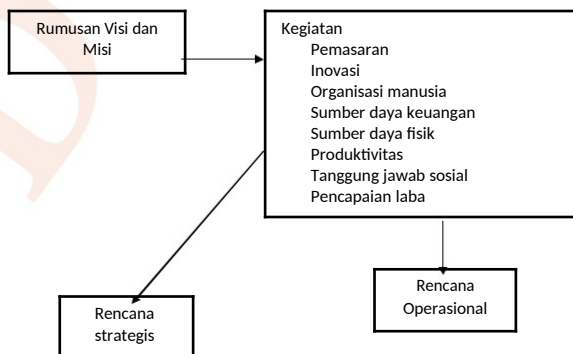 Rumusan Visi dan
Misi
Kegiatan
Pemasaran
Inovasi
Organisasi manusia
Sumber daya keuangan
Sumber daya fisik
Produktivitas
Tanggung jawab sosial
Pencapaian laba
Rencana
Operasional
Rencana
strategis